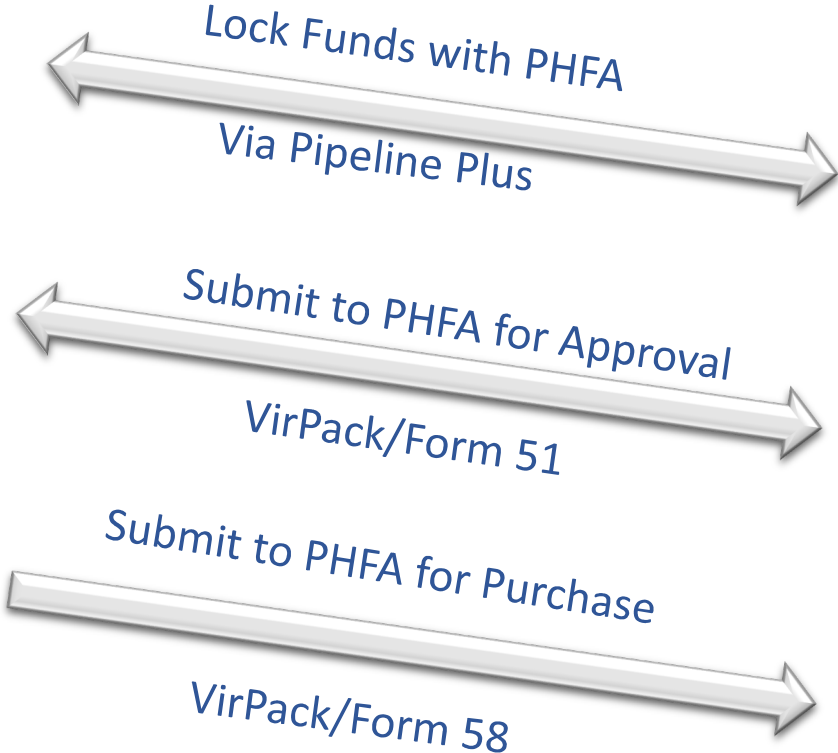 Lock Funds with PHFA
Via Pipeline Plus
Submit to PHFA for Approval
VirPack/Form 51
Submit to PHFA for Purchase
VirPack/Form 58